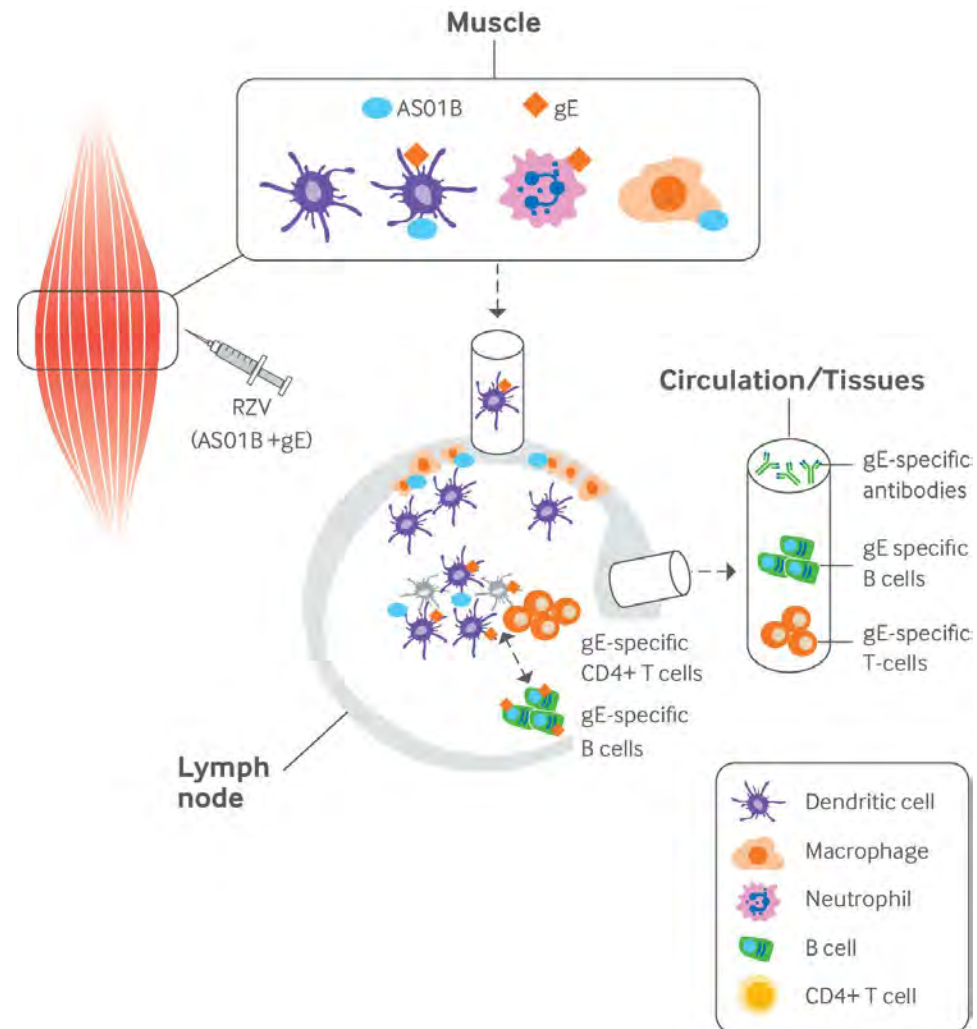 Muscle
AS01B
gE
RZV
(AS01B +gE)
Circulation/Tissues
gE-specific
antibodies
gE specific
B cells
gE-specific
T-cells
gE-specific
CD4+ T cells
gE-specific
B cells
Lymph
node
Dendritic cell
Macrophage
Neutrophil
B cell
CD4+ T cell